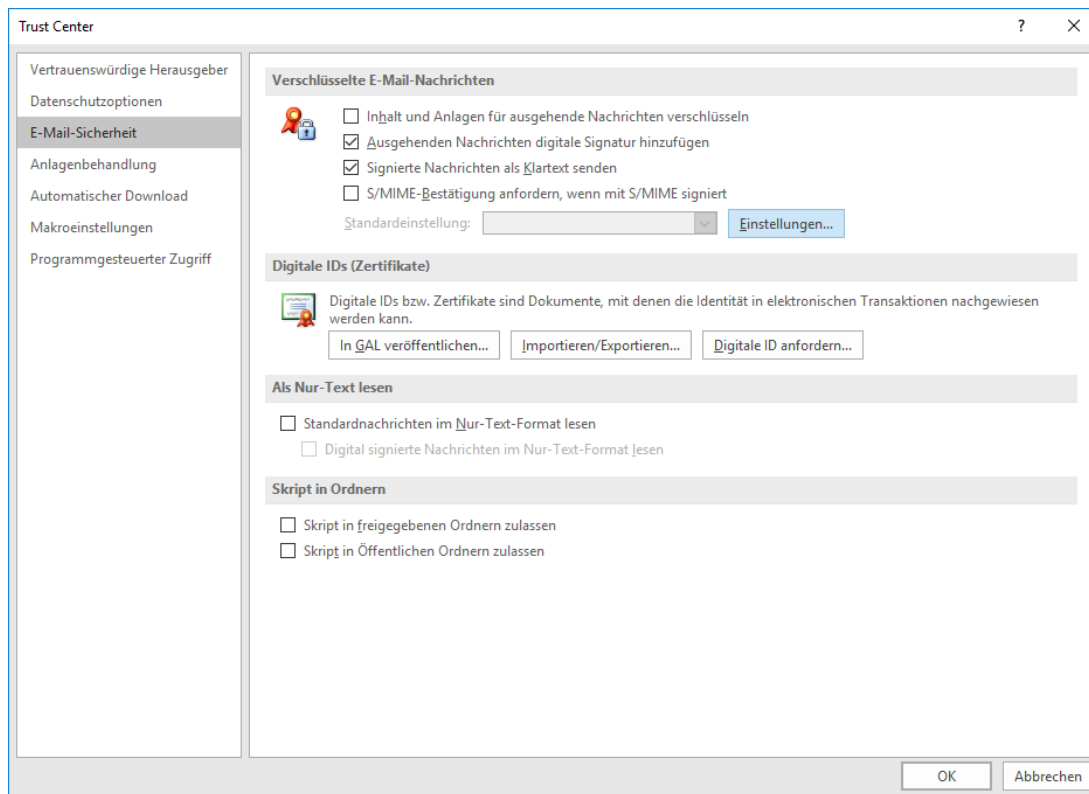 Trust Center
?
Vertrauenswürdige Herausgeber
Datenschutzoptionen
E-Mail-Sicherheit
Anlagenbehandlung
Automatischer Download
Makroeinstellungen
Programmgesteuerter Zugriff
Verschlüsselte E-Mail-Nachrichten
Inhalt und Anlagen für ausgehende Nachrichten verschlüseln
Ausgehenden Nachrichten digitale Signatur hinzufügen
Signierte Nachrichten als Klartext senden
S/MIME-Bestätigung anfordern, wenn mit S/MIME signiert
Standardeinstellung:
Einstellungen...
Digitale IDs (Zertifikate)
Digitale IDs bzw. Zertifikate sind Dokumente, mit denen die Identität in elektronischen Transaktionen nachgewiesen
werden kann.
In GAL veröffentlichen...
Importieren/Exportieren...
Digitale ID anfordern...
Als Nur-Text lesen
Standardnachrichten im Nur-Text-Format lesen
Digital signierte Nachrichten im Nur-Text-Format lesen
Skript in Ordnern
Skript in freigegebenen Ordnern zulassen
Skript in Öffentlichen Ordnern zulassen
OK
Abbrechen